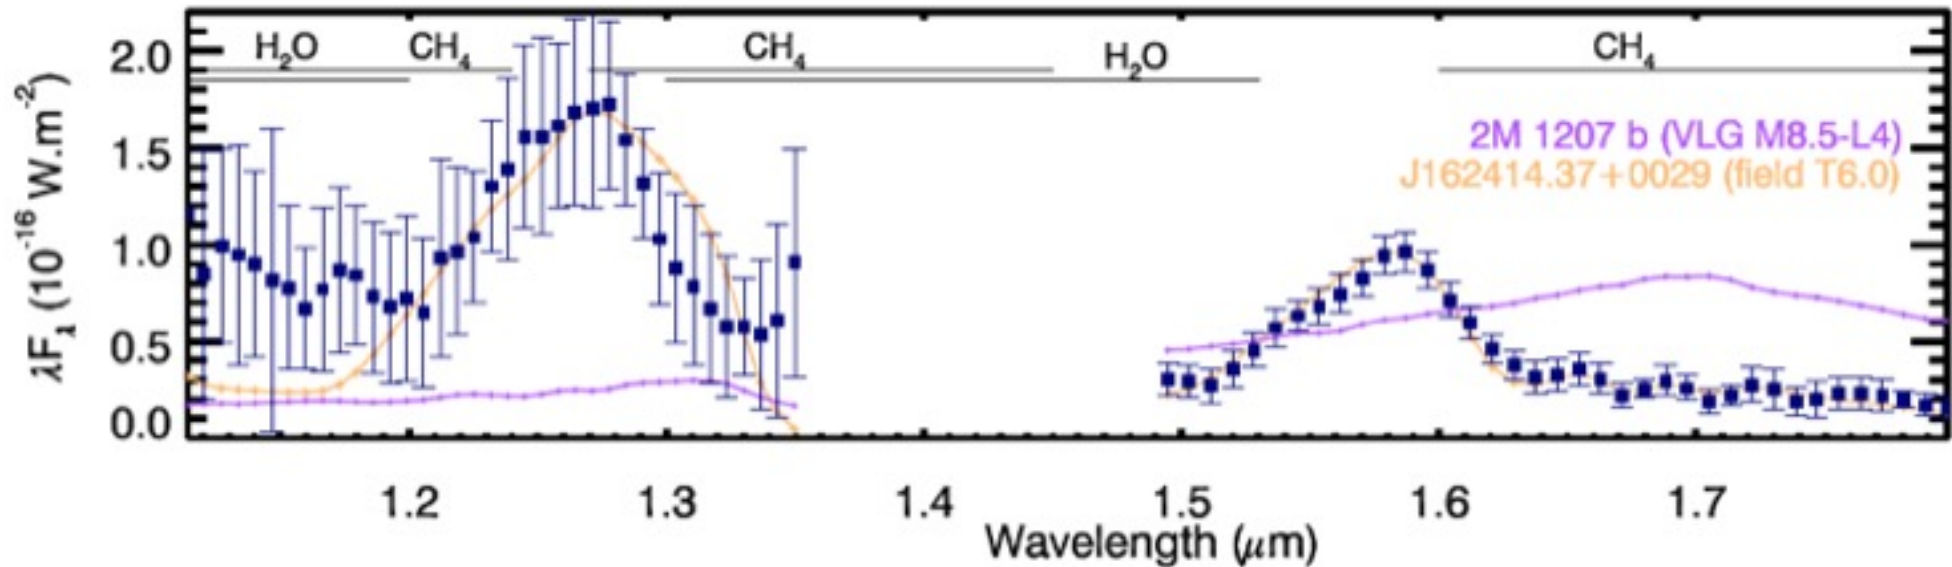 H₂O CH₄ CH₄ H₂O CH₄
2.0
1.5
1.0
0.5
0.0
λF_λ (10⁻¹⁶ W.m⁻²)
2M 1207 b (VLG M8.5-L4)
J162414.37+0029 (field T6.0)
1.2 1.3 1.4 1.5 1.6 1.7
Wavelength (μm)